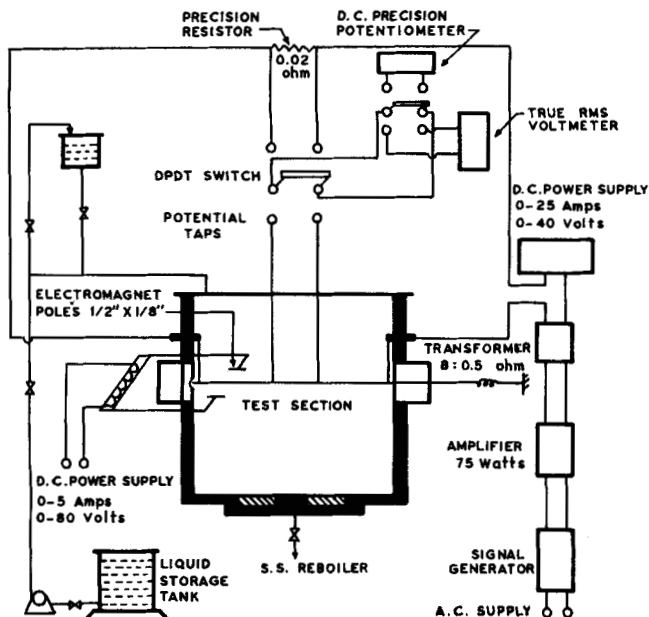 PRECISION
RESISTOR
0.02
ohm
D.C. PRECISION
POTENTIOMETER
TRUE RMS
VOLTMETER
DPDT SWITCH
POTENTIAL
TAPS
D.C. POWER SUPPLY
0-25 Amps
0-40 Volts
ELECTROMAGNET
POLES 1/2" X 1/8"
TRANSFORMER
8:0.5 ohm
TEST SECTION
AMPLIFIER
75 Watts
D.C. POWER SUPPLY
0-5 Amps
0-80 Volts
S.S. REBOILER
LIQUID
STORAGE
TANK
SIGNAL
GENERATOR
A.C. SUPPLY